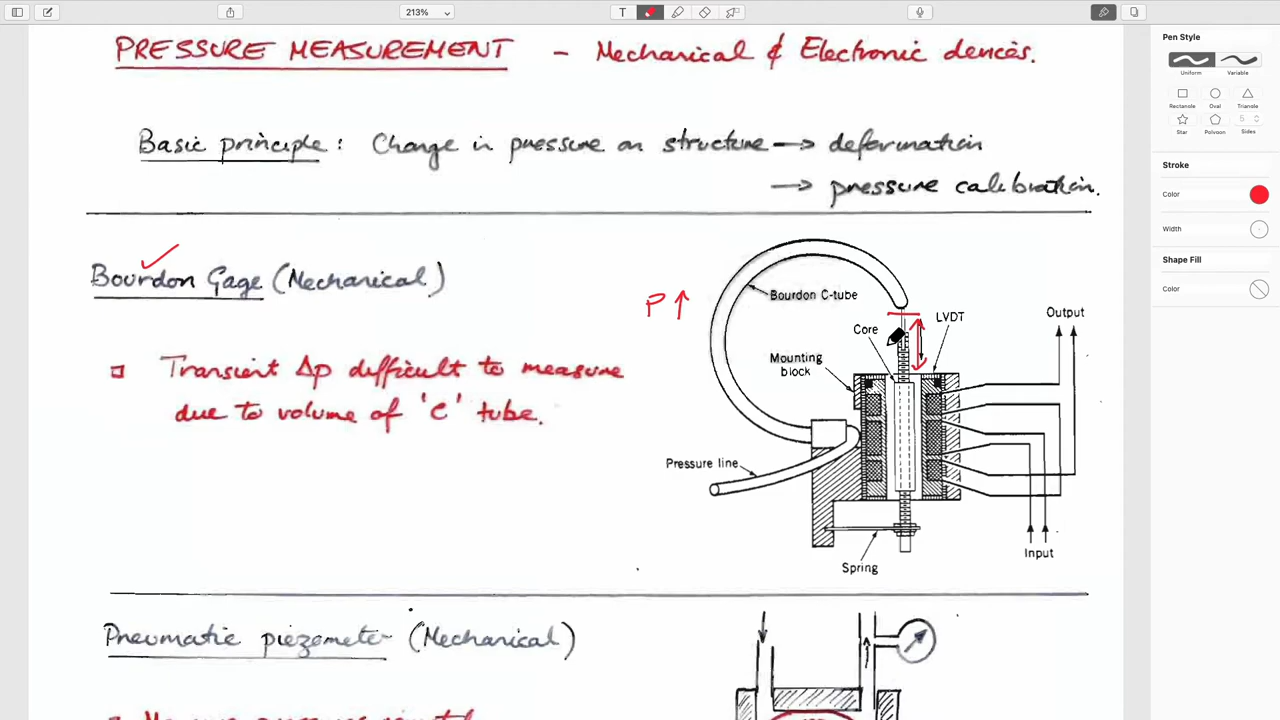 213%
T
PRESSURE MEASUREMENT - Mechanical & Electronic devices.
Basic principle: Change in pressure on structure → deformation
→ pressure calibration.
Bourdon Gage (Mechanical)
Transient Δp difficult to measure
due to volume of 'C' tube.
P ↑
Bourdon C-tube
Core
LVDT
Output
Mounting
block
Pressure line
Input
Spring
Pneumatic piezometer (Mechanical)
Pen Style
Uniform
Variable
Rectangle
Oval
Triangle
Star
Polygon
5
Sides
Stroke
Color
Width
Shape Fill
Color